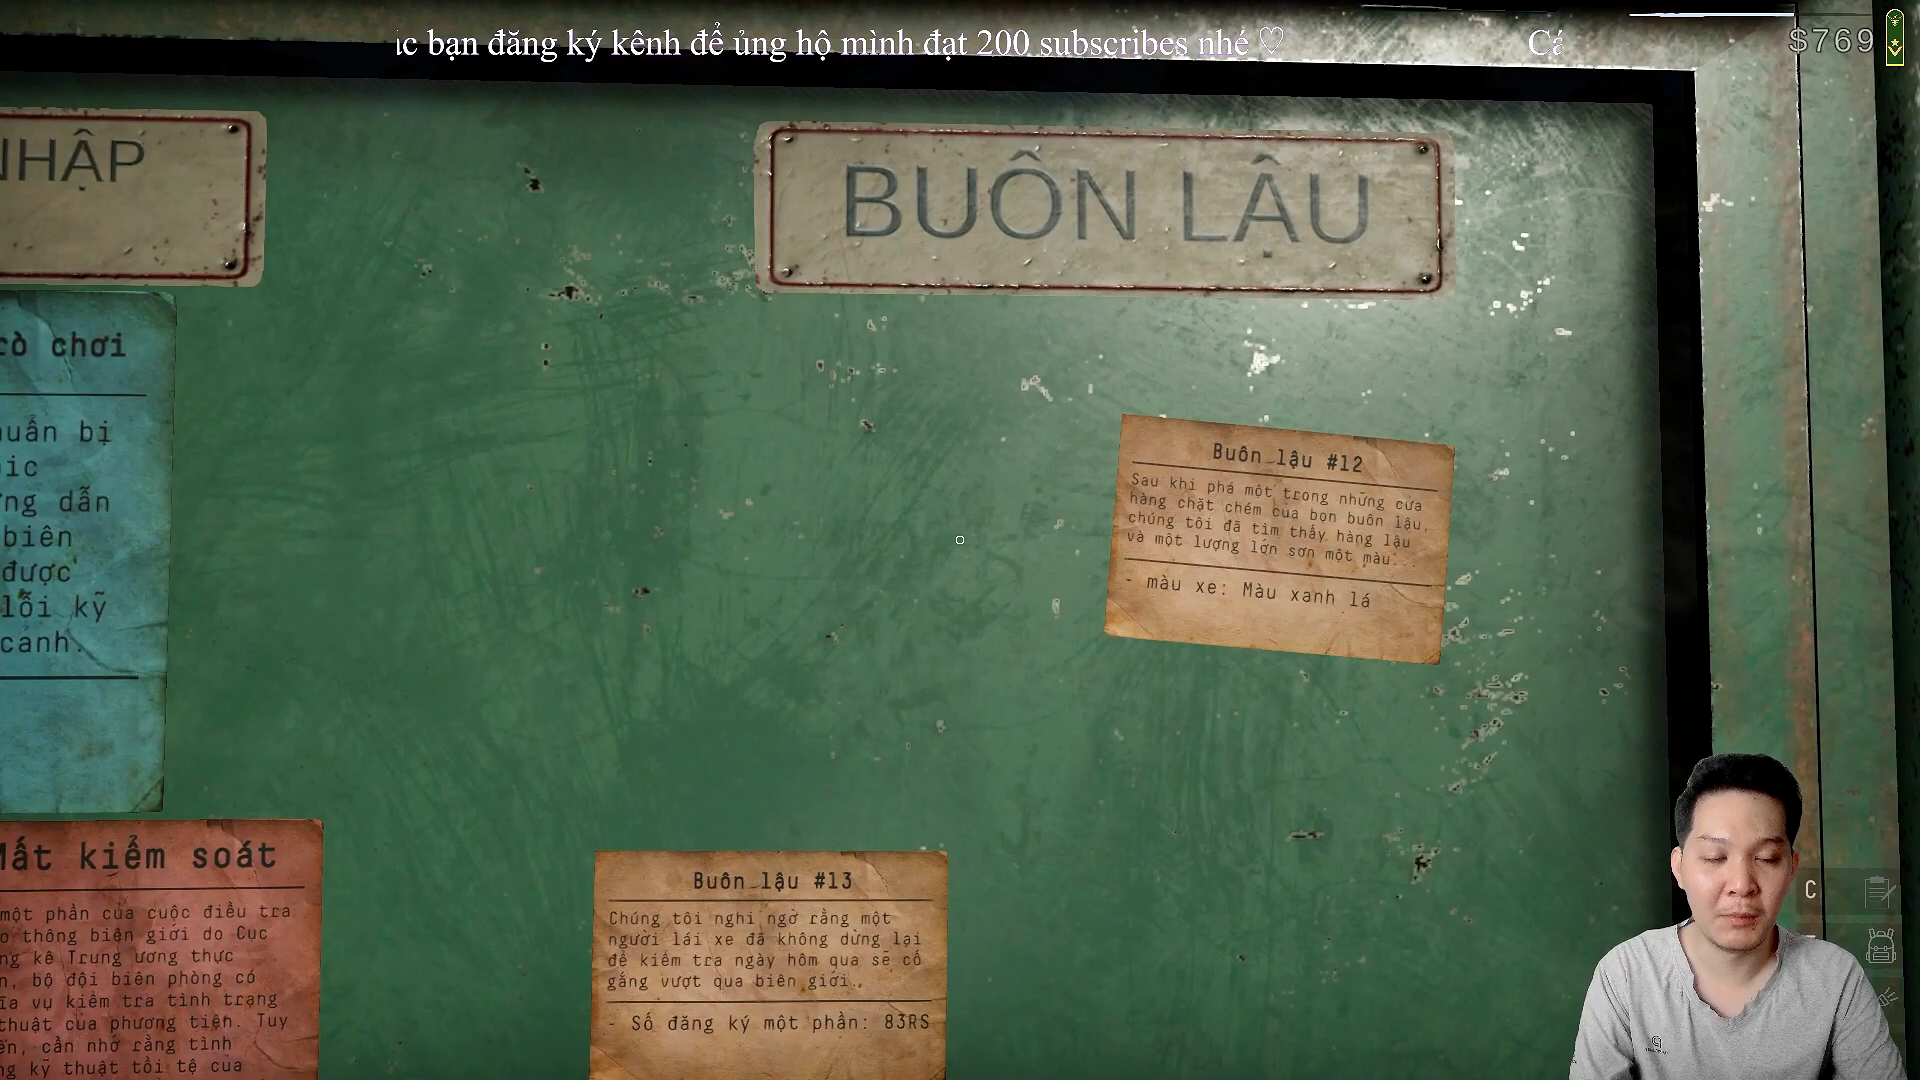 ạn đăng ký kênh để ủng hộ mình đạt 200 subscribes nhé ♡
$769
NHẬP
BUÔN LẬU
chơi
bị
dẫn
biên
được
lỗi kỹ
canh.
Buôn lậu #12
Sau khi phá một trong những cửa
hàng chặt chém của bọn buôn lậu,
chúng tôi đã tìm thấy hàng lậu
và một lượng lớn sơn một màu...
- màu xe: Màu xanh lá
Mất kiểm soát
một phần của cuộc điều tra
thông biên giới do Cục
kê Trung ương thực
bộ đội biên phòng có
vụ kiểm tra tình trạng
thuật của phương tiện. Tuy
cần nhớ rằng tình
kỹ thuật tồi tệ của
Buôn lậu #13
Chúng tôi nghi ngờ rằng một
người lái xe đã không dừng lại
để kiểm tra ngày hôm qua sẽ cố
gắng vượt qua biên giới.
- Số đăng ký một phần: 83RS
C